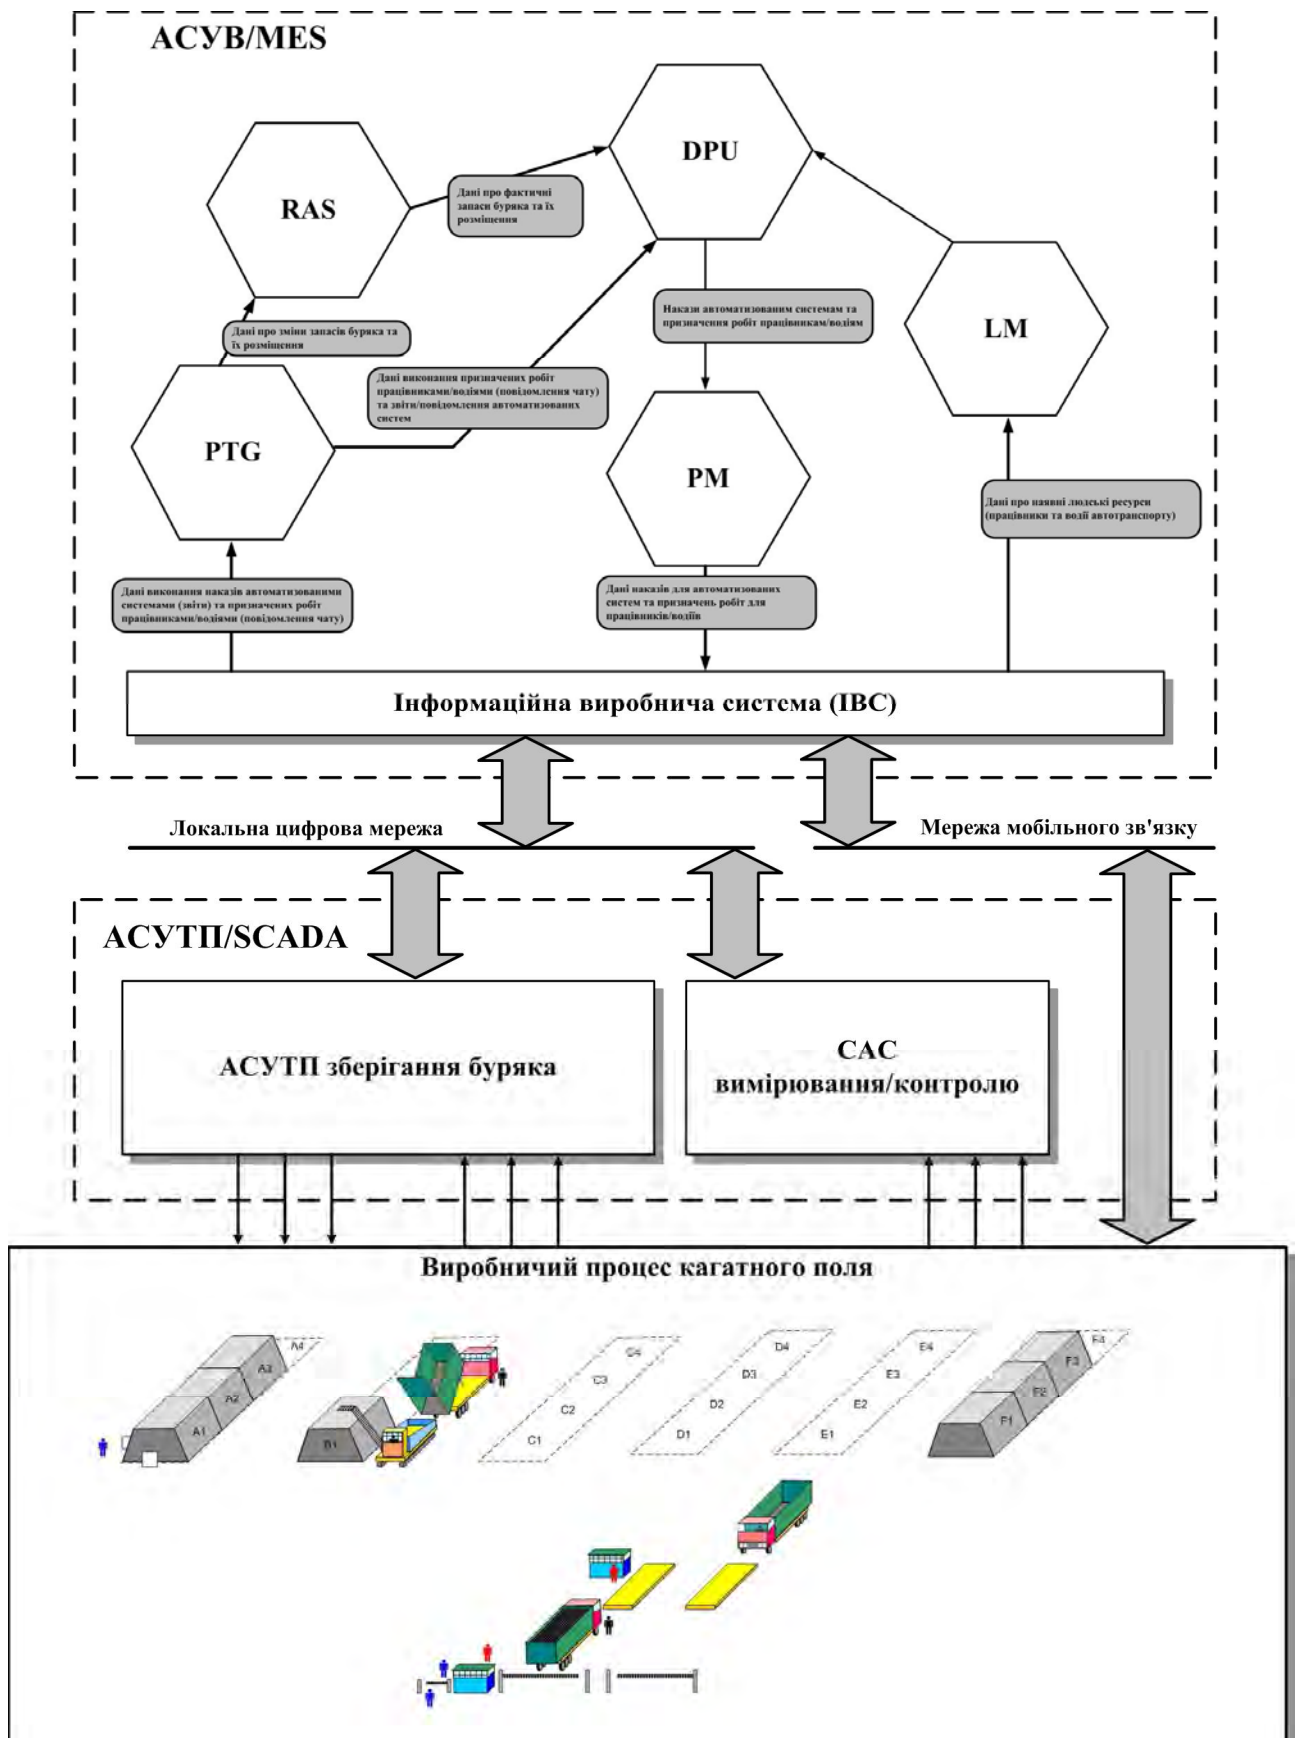 АСУВ/MES
DPU
RAS
Дані про фактичні
запаси буряка та їх
розміщення
LM
Накази автоматизованим системам та
призначення робіт працівникам/водіям
Дані про зміни запасів буряка та
їх розміщення
Дані виконання призначених робіт
працівниками/водіями (повідомлення чату)
та звіти/повідомлення автоматизованих
систем
PTG
PM
Дані про наявні людські ресурси
(працівники та водії автотранспорту)
Дані виконання наказів автоматизованими
системами (звіти) та призначених робіт
працівниками/водіями (повідомлення чату)
Дані наказів для автоматизованих
систем та призначень робіт для
працівників/водіїв
Інформаційна виробнича система (ІВС)
Локальна цифрова мережа
Мережа мобільного зв'язку
АСУТП/SCADA
АСУТП зберігання буряка
САС
вимірювання/контролю
Виробничий процес кагатного поля
A4
A3
A2
A1
B1
C4
C3
C2
C1
D4
D3
D2
D1
E4
E3
E2
E1
F4
F3
F2
F1